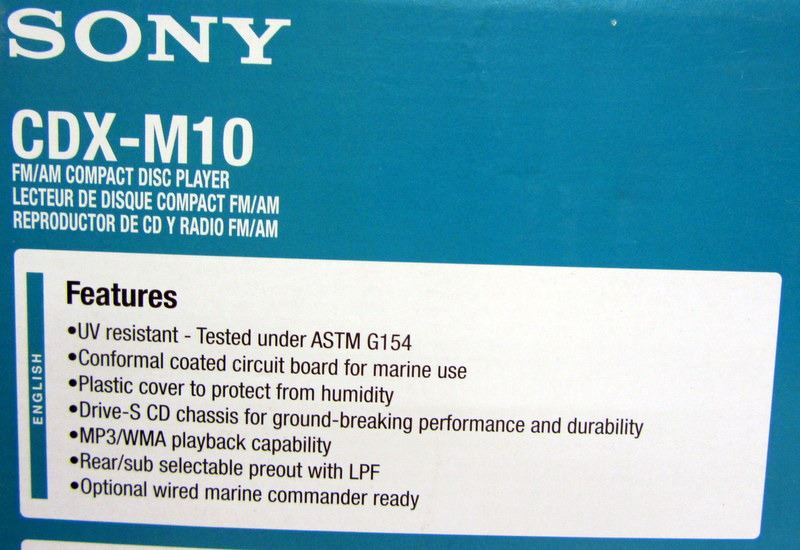 SONY
CDX-M10
FM/AM COMPACT DISC PLAYER
LECTEUR DE DISQUE COMPACT FM/AM
REPRODUCTOR DE CD Y RADIO FM/AM
ENGLISH
Features
•UV resistant - Tested under ASTM G154
•Conformal coated circuit board for marine use
•Plastic cover to protect from humidity
•Drive-S CD chassis for ground-breaking performance and durability
•MP3/WMA playback capability
•Rear/sub selectable preout with LPF
•Optional wired marine commander ready